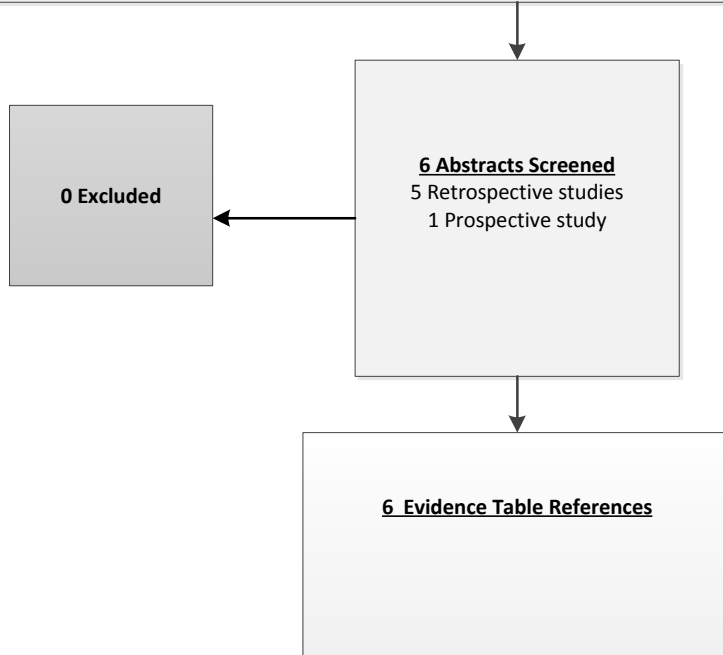 6 Abstracts Screened
5 Retrospective studies
1 Prospective study
0 Excluded
6  Evidence Table References